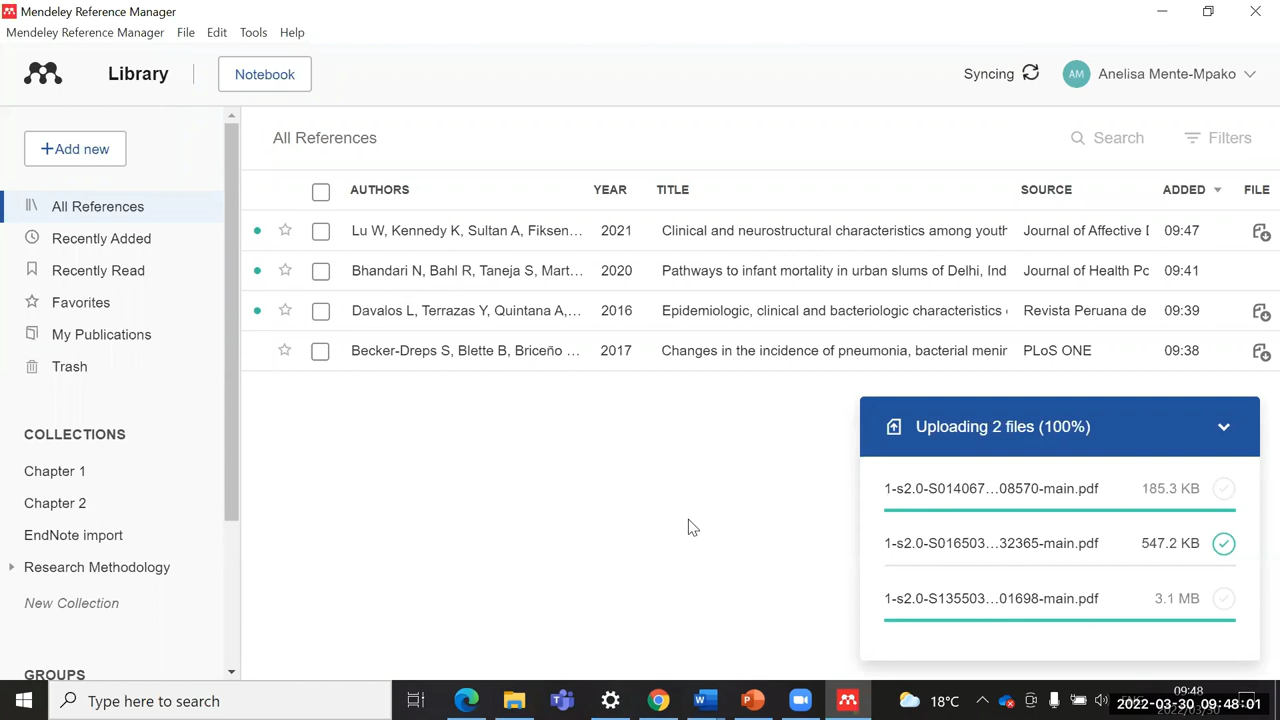 Mendeley Reference Manager
Mendeley Reference Manager File Edit Tools Help
Library Notebook Syncing AM Anelisa Mente-Mpako
+Add new
All References
Recently Added
Recently Read
Favorites
My Publications
Trash
COLLECTIONS
Chapter 1
Chapter 2
EndNote import
Research Methodology
New Collection
GROUPS
All References Search Filters
AUTHORS YEAR TITLE SOURCE ADDED FILE
Lu W, Kennedy K, Sultan A, Fiksen... 2021 Clinical and neurostructural characteristics among youth Journal of Affective 09:47
Bhandari N, Bahl R, Taneja S, Mart... 2020 Pathways to infant mortality in urban slums of Delhi, Ind Journal of Health Pc 09:41
Davalos L, Terrazas Y, Quintana A,... 2016 Epidemiologic, clinical and bacteriologic characteristics Revista Peruana de 09:39
Becker-Dreps S, Blette B, Briceño ... 2017 Changes in the incidence of pneumonia, bacterial menin PLoS ONE 09:38
Uploading 2 files (100%)
1-s2.0-S014067...08570-main.pdf 185.3 KB
1-s2.0-S016503...32365-main.pdf 547.2 KB
1-s2.0-S135503...01698-main.pdf 3.1 MB
Type here to search
18°C
09:48
2022-03-30 09:48:01